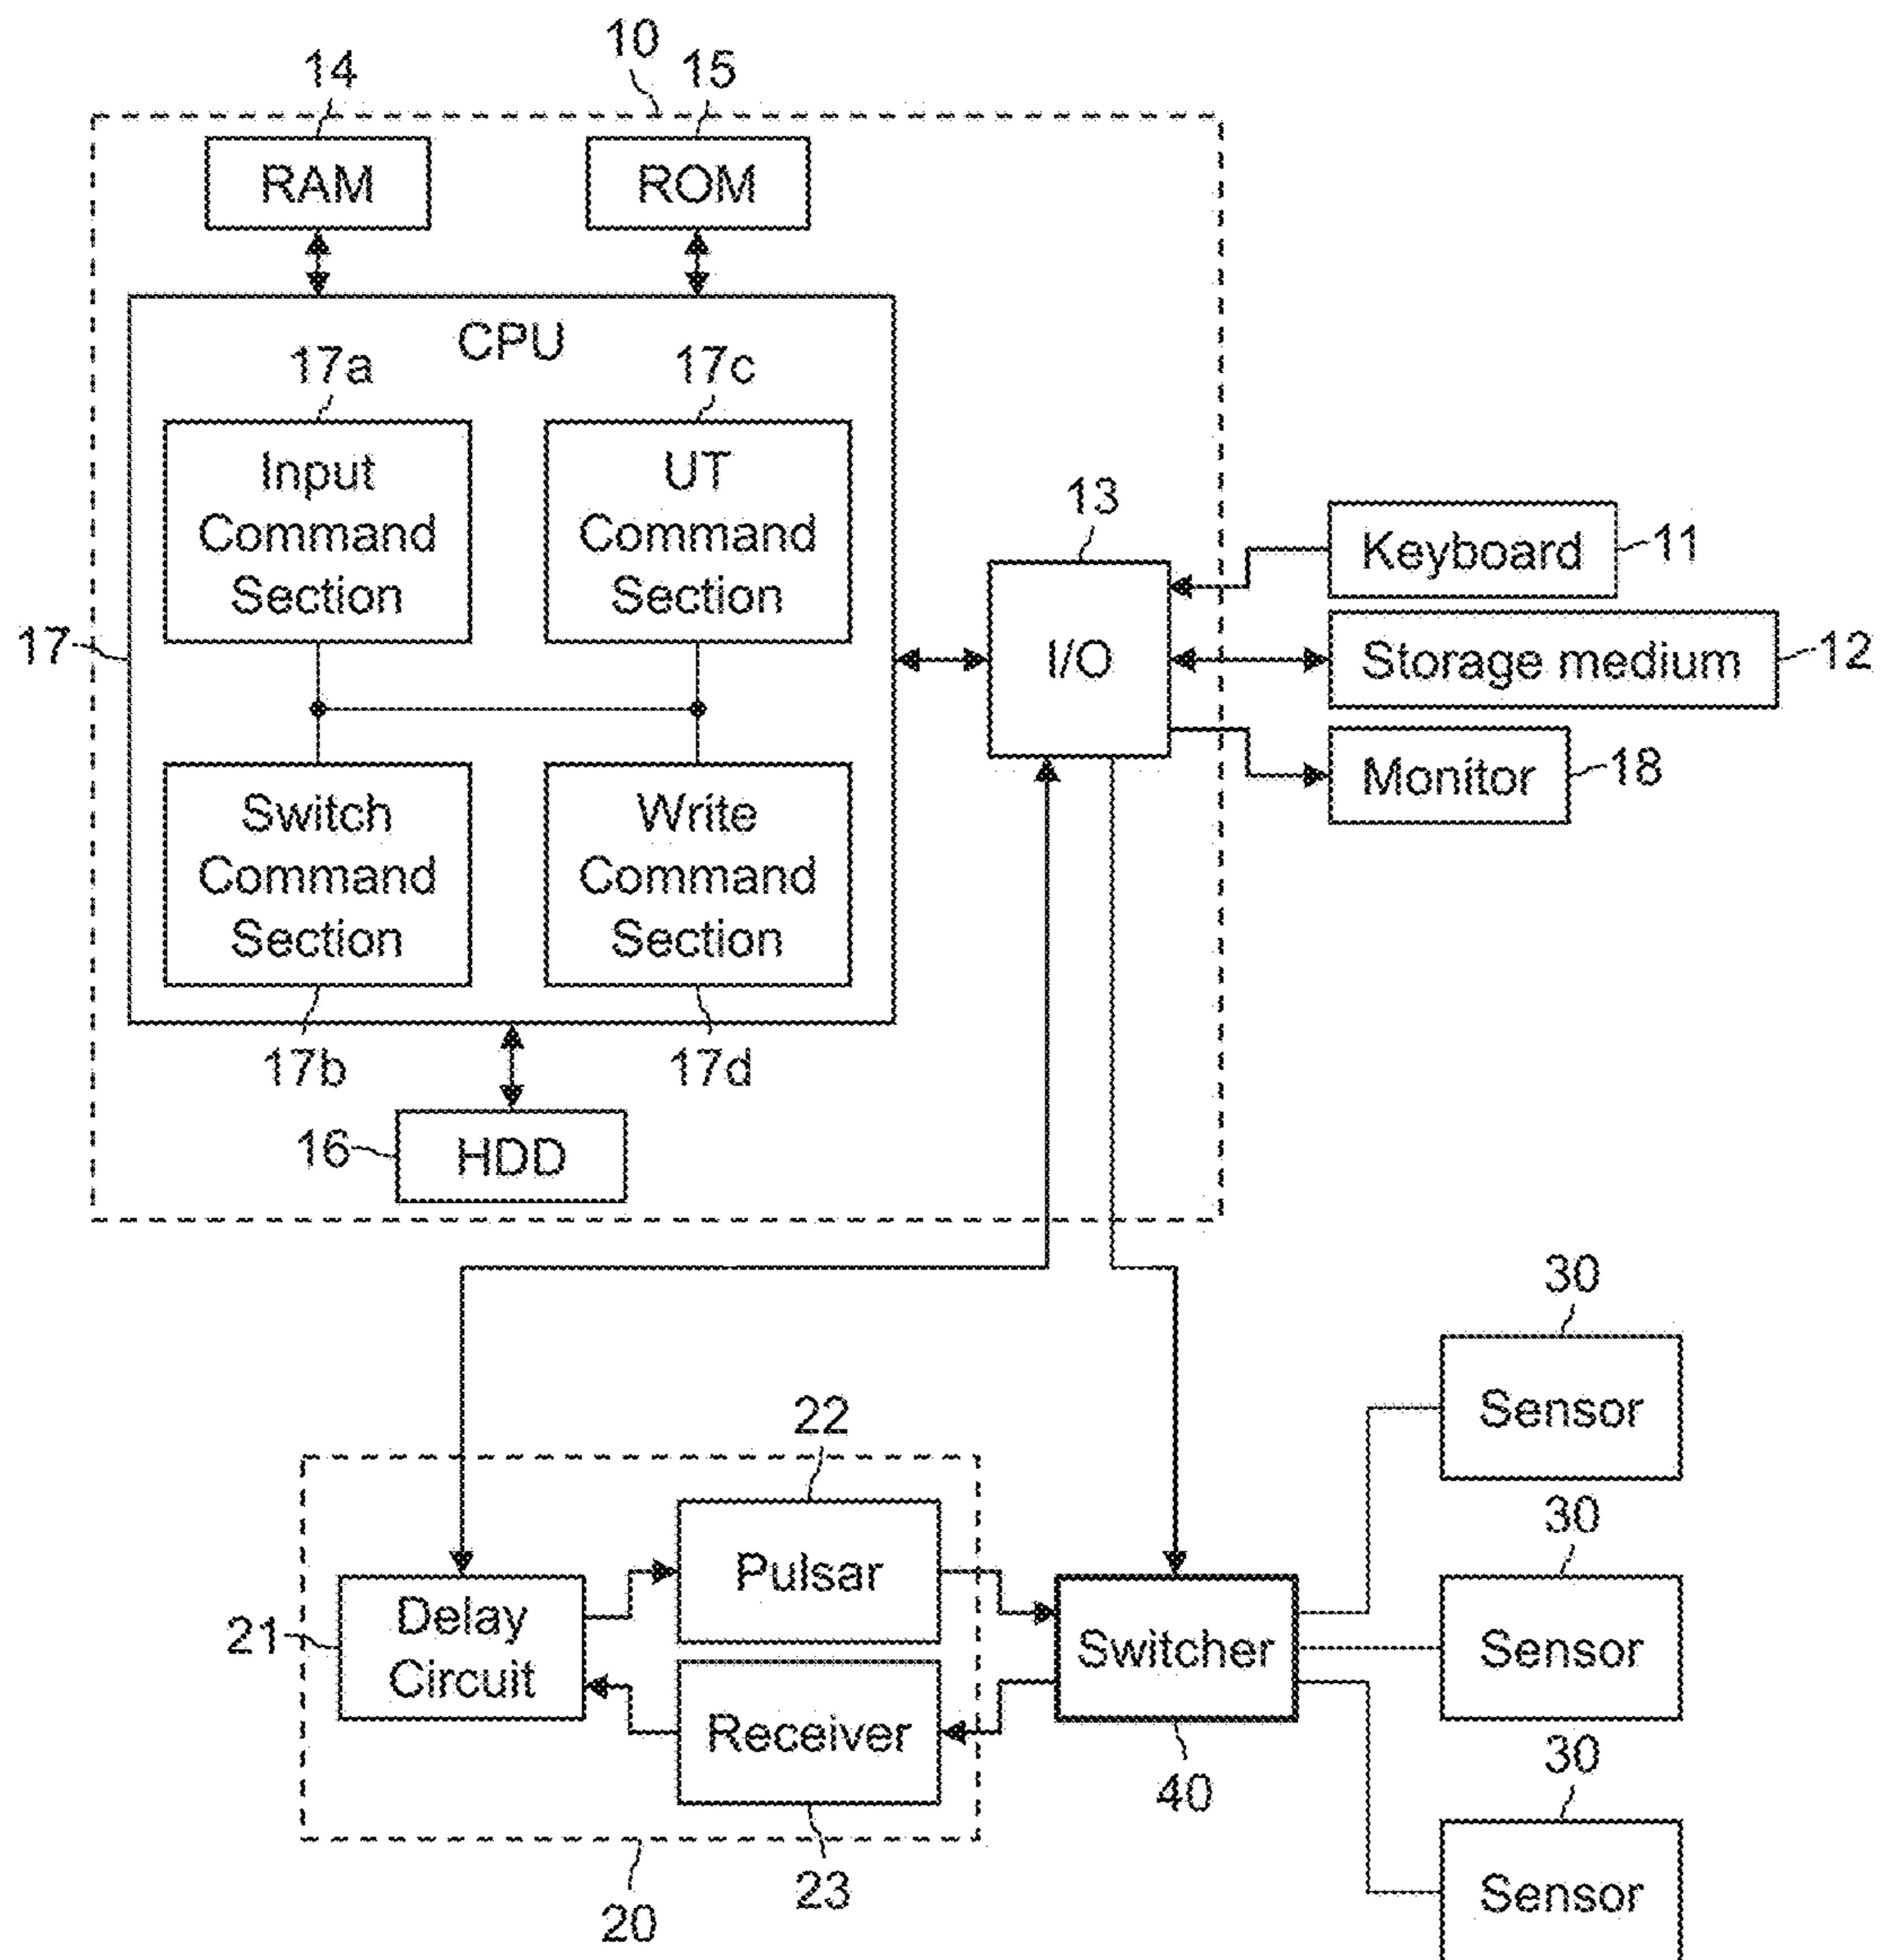 10
14
15
RAM
ROM
CPU
17a
17c
Input
Command
Section
UT
Command
Section
13
Keyboard
11
17
I/O
Storage medium
12
Monitor
18
Switch
Command
Section
Write
Command
Section
17b
17d
16
HDD
30
Sensor
22
30
Pulsar
21
Delay
Circuit
Switcher
Sensor
Receiver
30
40
23
Sensor
20